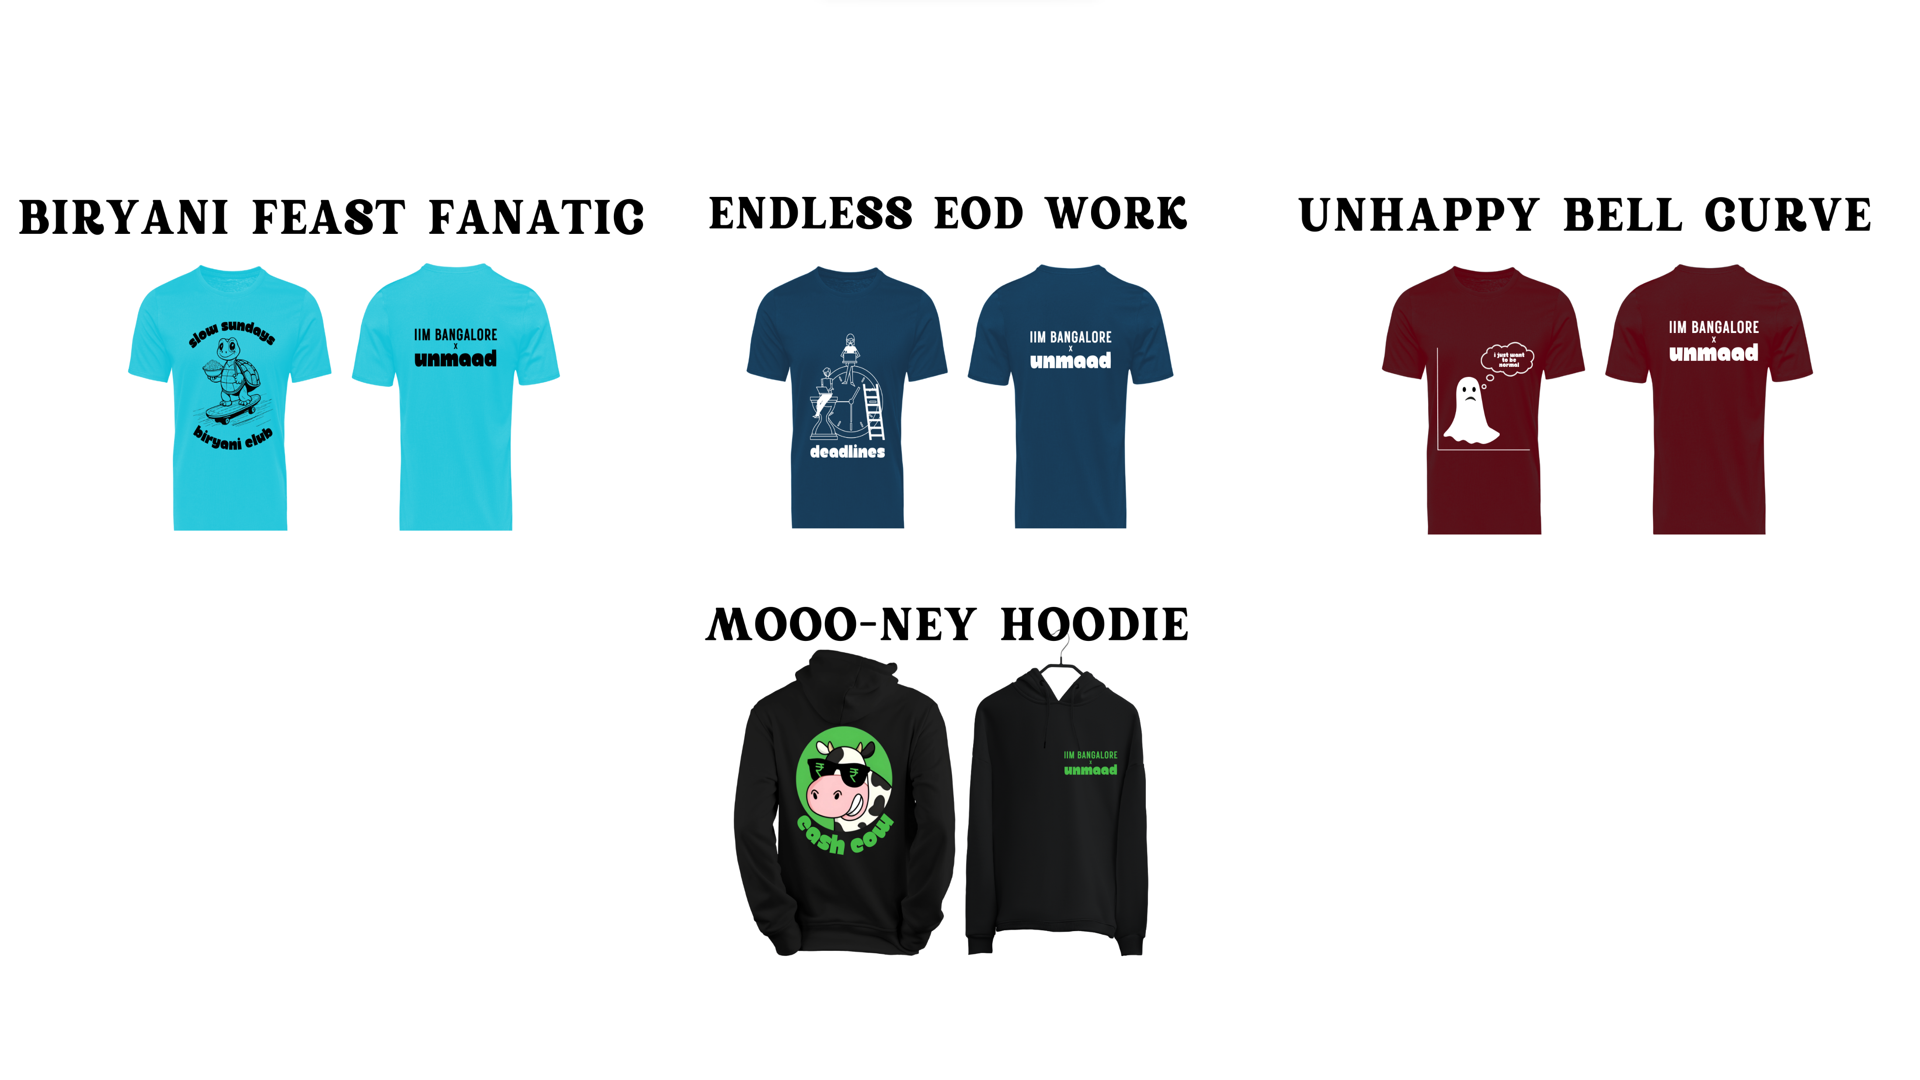 BIRYANI FEAST FANATIC
slow sundays
biryani club
IIM BANGALORE
x
unmaad
ENDLESS EOD WORK
deadlines
IIM BANGALORE
x
unmaad
UNHAPPY BELL CURVE
i just want
to be
normal
IIM BANGALORE
x
unmaad
MOOO-NEY HOODIE
₹ ₹
cash cow
IIM BANGALORE
x
unmaad